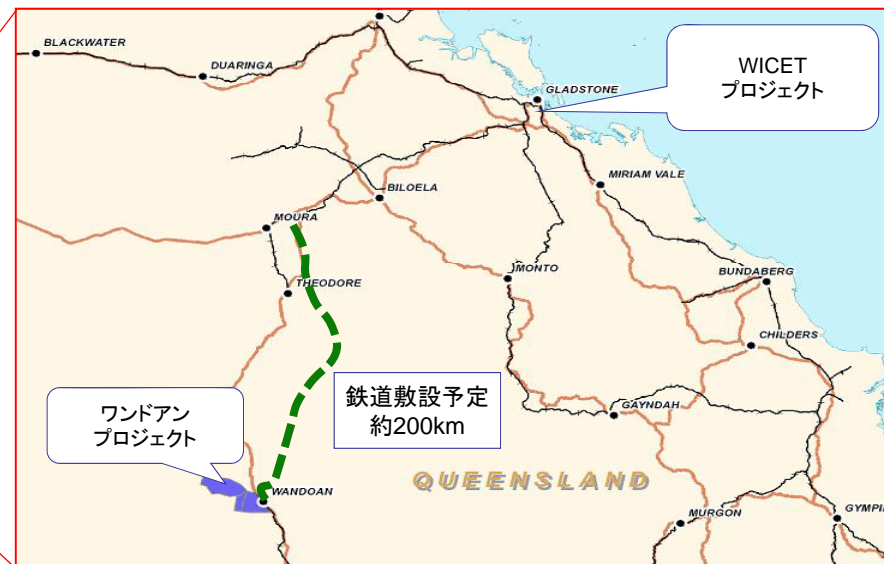 BLACKWATER
DUARINGA
WICET
プロジェクト
GLADSTONE
MIRIAM VALE
BILOELA
MOURA
MONTO
BUNDABERG
THEODORE
CHILDERS
鉄道敷設予定
約200km
ワンドアン
プロジェクト
GAYNDAH
QUEENSLAND
WANDOAN
MURGON
GYMPI